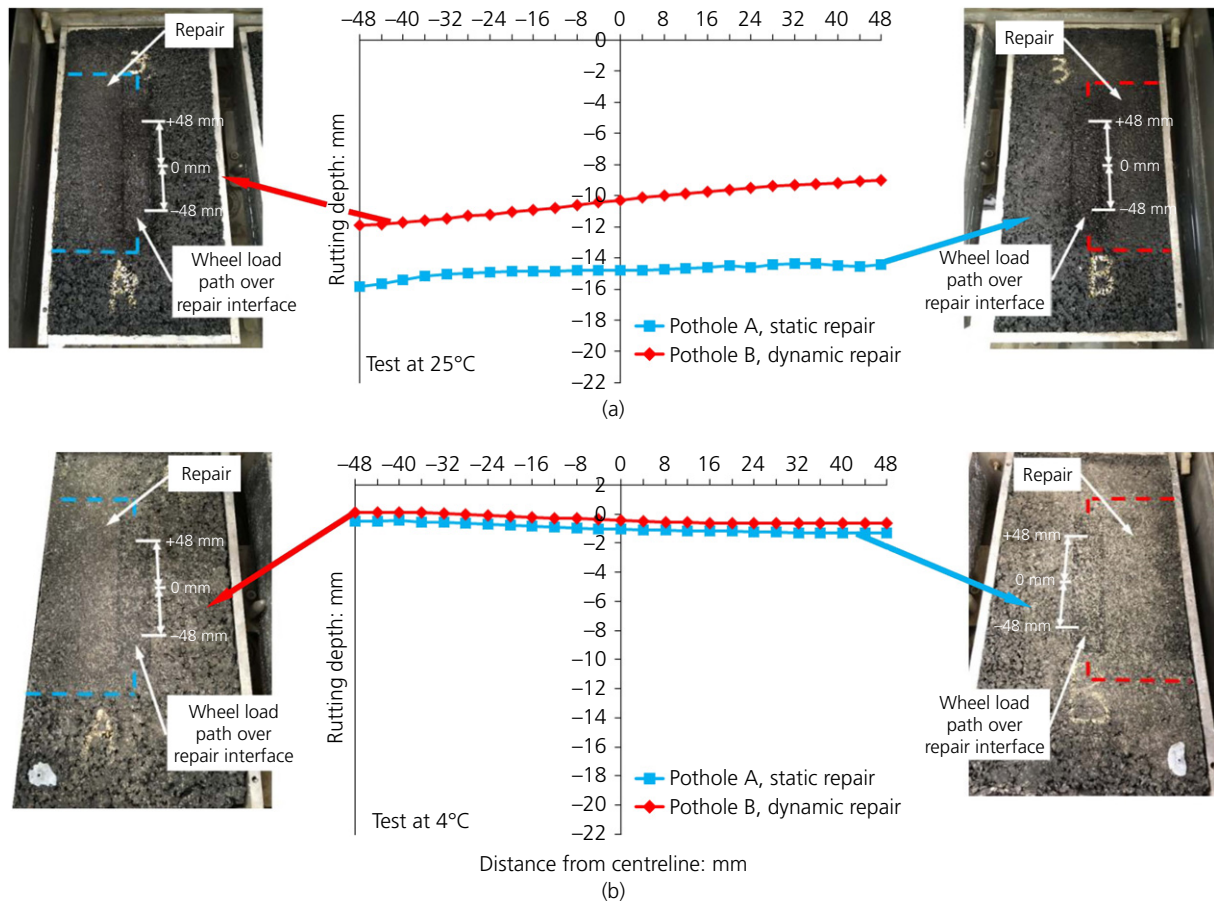 Repair
+48 mm
0 mm
−48 mm
Wheel load
path over
repair interface
A
−48 −40 −32 −24 −16 −8 0 8 16 24 32 40 48
0
−2
−4
−6
−8
−10
−12
−14
−16
−18
−20
−22
Rutting depth: mm
Pothole A, static repair
Pothole B, dynamic repair
Test at 25°C
Repair
3
+48 mm
0 mm
−48 mm
Wheel load
path over
repair interface
B
(a)
Repair
+48 mm
0 mm
−48 mm
Wheel load
path over
repair interface
A
−48 −40 −32 −24 −16 −8 0 8 16 24 32 40 48
2
0
−2
−4
−6
−8
−10
−12
−14
−16
−18
−20
−22
Rutting depth: mm
Pothole A, static repair
Pothole B, dynamic repair
Test at 4°C
Repair
+48 mm
0 mm
−48 mm
Wheel load
path over
repair interface
Distance from centreline: mm
(b)